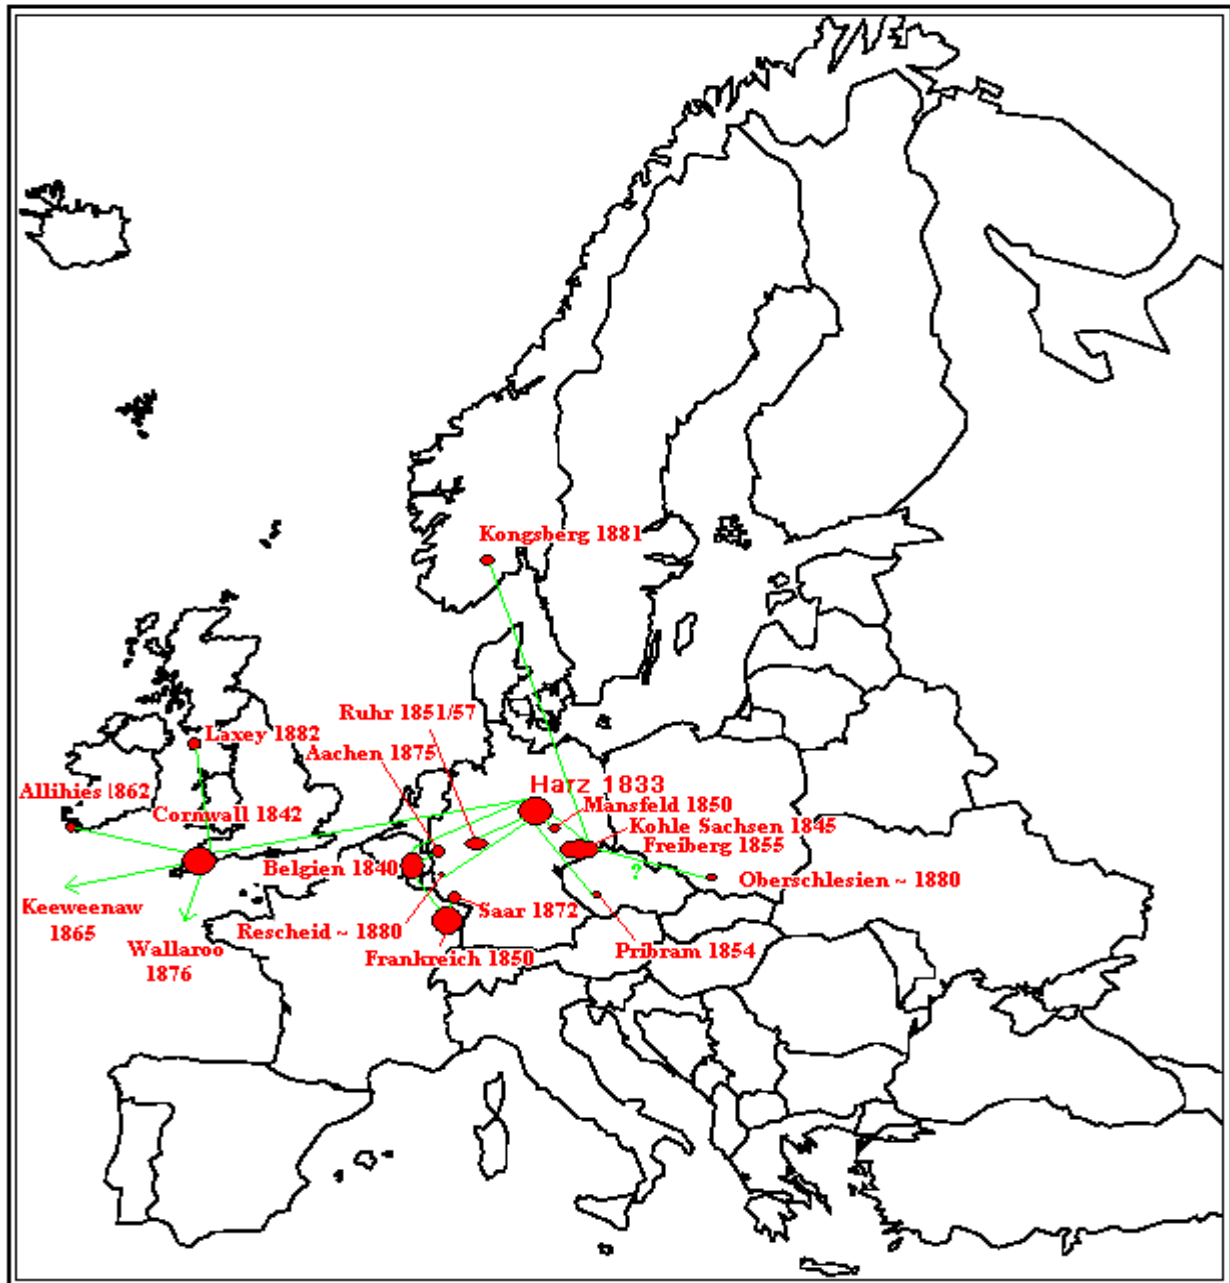 Kongsberg 1881
Ruhr 1851/57
Laxey 1882
Aachen 1875
Harz 1833
Allihies 1862
Mansfeld 1850
Cornwall 1842
Kohle Sachsen 1845
Freiberg 1855
Belgien 1840
?
Oberschlesien ~ 1880
Keeweenaw
1865
Saar 1872
Rescheid ~ 1880
Wallaroo
1876
Frankreich 1850
Pribram 1854